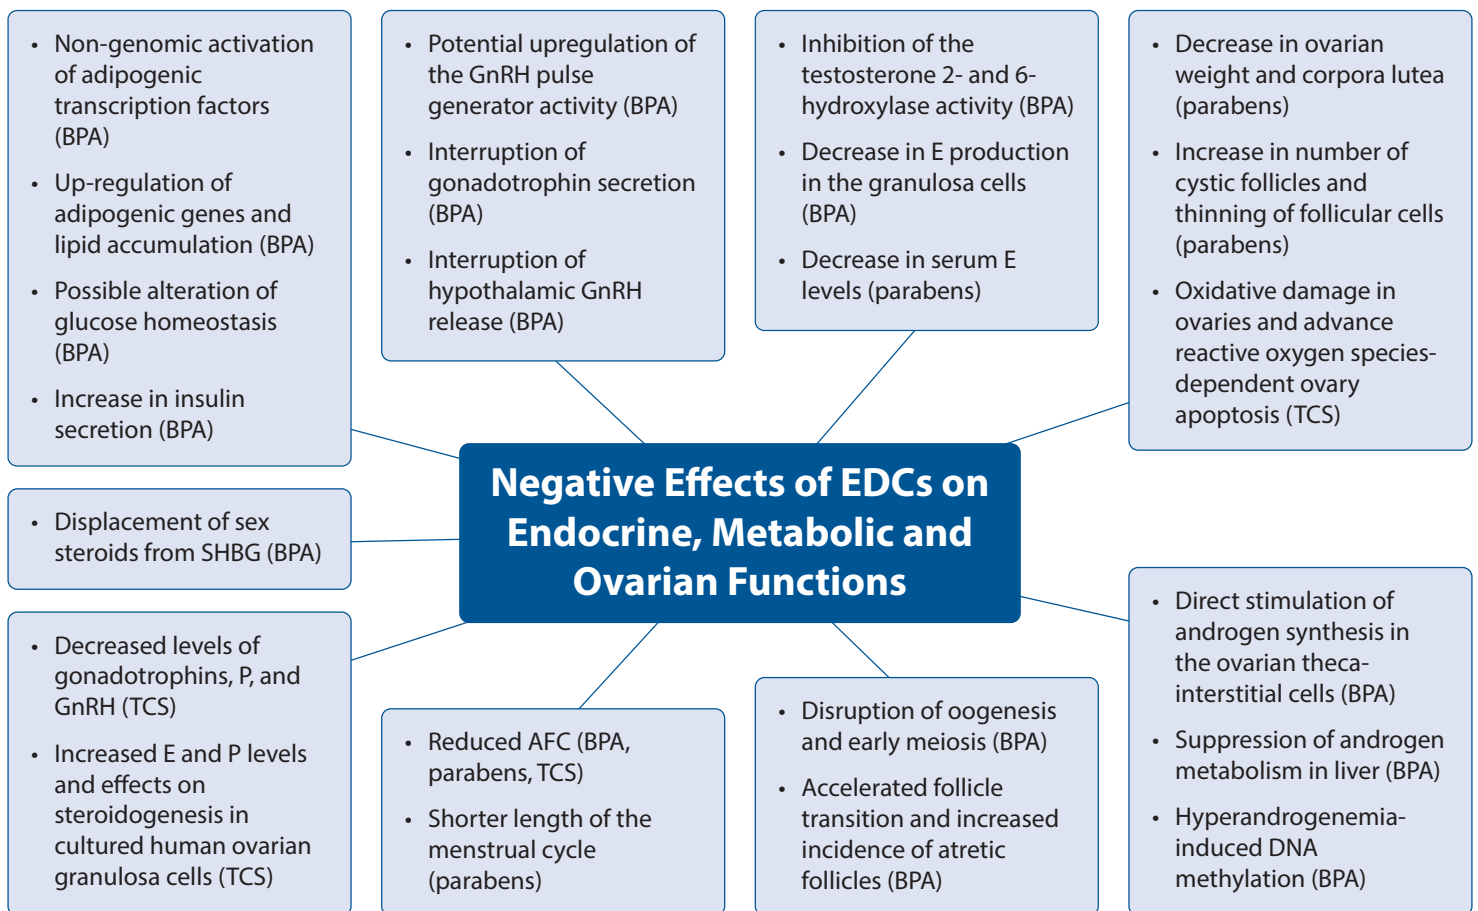 • Non-genomic activation
of adipogenic
transcription factors
(BPA)
• Up-regulation of
adipogenic genes and
lipid accumulation (BPA)
• Possible alteration of
glucose homeostasis
(BPA)
• Increase in insulin
secretion (BPA)
• Potential upregulation of
the GnRH pulse
generator activity (BPA)
• Interruption of
gonadotrophin secretion
(BPA)
• Interruption of
hypothalamic GnRH
release (BPA)
• Inhibition of the
testosterone 2- and 6-
hydroxylase activity (BPA)
• Decrease in E production
in the granulosa cells
(BPA)
• Decrease in serum E
levels (parabens)
• Decrease in ovarian
weight and corpora lutea
(parabens)
• Increase in number of
cystic follicles and
thinning of follicular cells
(parabens)
• Oxidative damage in
ovaries and advance
reactive oxygen species-
dependent ovary
apoptosis (TCS)
Negative Effects of EDCs on
Endocrine, Metabolic and
Ovarian Functions
• Displacement of sex
steroids from SHBG (BPA)
• Decreased levels of
gonadotrophins, P, and
GnRH (TCS)
• Increased E and P levels
and effects on
steroidogenesis in
cultured human ovarian
granulosa cells (TCS)
• Reduced AFC (BPA,
parabens, TCS)
• Shorter length of the
menstrual cycle
(parabens)
• Disruption of oogenesis
and early meiosis (BPA)
• Accelerated follicle
transition and increased
incidence of atretic
follicles (BPA)
• Direct stimulation of
androgen synthesis in
the ovarian theca-
interstitial cells (BPA)
• Suppression of androgen
metabolism in liver (BPA)
• Hyperandrogenemia-
induced DNA
methylation (BPA)